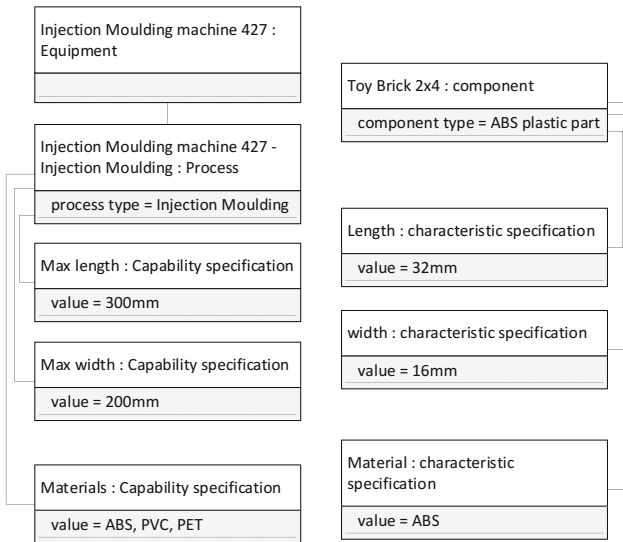 Injection Moulding machine 427 :
Equipment
Injection Moulding machine 427 -
Injection Moulding : Process
process type = Injection Moulding
Max length : Capability specification
value = 300mm
Max width : Capability specification
value = 200mm
Materials : Capability specification
value = ABS, PVC, PET
Toy Brick 2x4 : component
component type = ABS plastic part
Length : characteristic specification
value = 32mm
width : characteristic specification
value = 16mm
Material : characteristic
specification
value = ABS